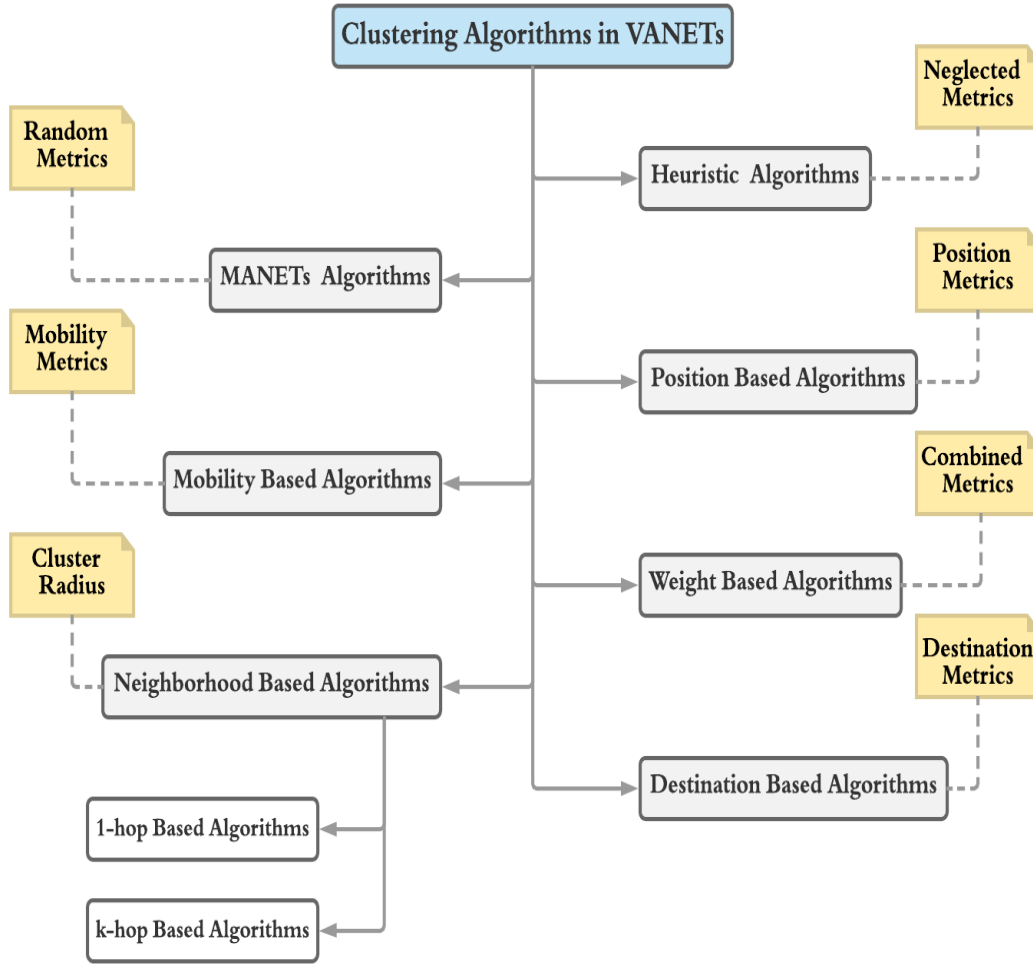 Clustering Algorithms in VANETs
Neglected
Metrics
Random
Metrics
Heuristic Algorithms
MANETs Algorithms
Position
Metrics
Mobility
Metrics
Position Based Algorithms
Mobility Based Algorithms
Combined
Metrics
Cluster
Radius
Weight Based Algorithms
Neighborhood Based Algorithms
Destination
Metrics
Destination Based Algorithms
1-hop Based Algorithms
k-hop Based Algorithms